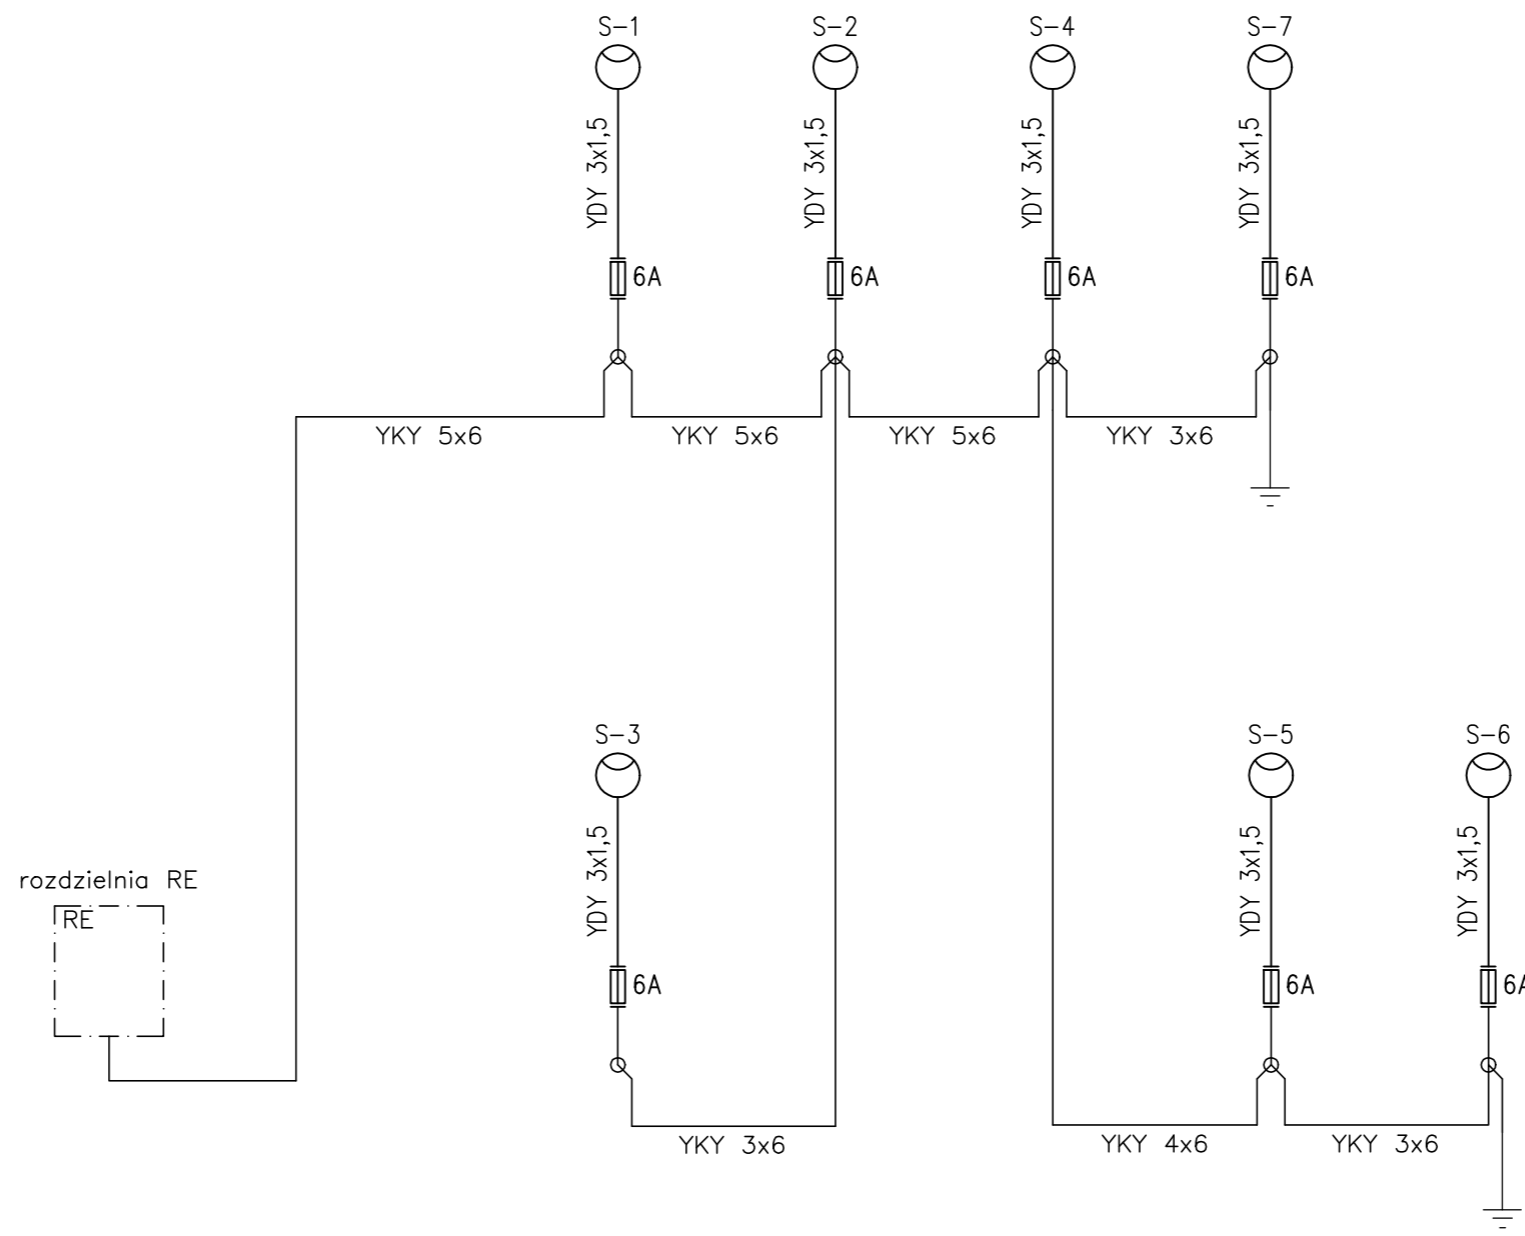 S-1
S-2
S-4
S-7
YDY 3x1,5
YDY 3x1,5
YDY 3x1,5
YDY 3x1,5
6A
6A
6A
6A
YKY 5x6
YKY 5x6
YKY 5x6
YKY 3x6
S-3
S-5
S-6
YDY 3x1,5
YDY 3x1,5
YDY 3x1,5
rozdzielnia RE
RE
6A
6A
6A
YKY 3x6
YKY 4x6
YKY 3x6